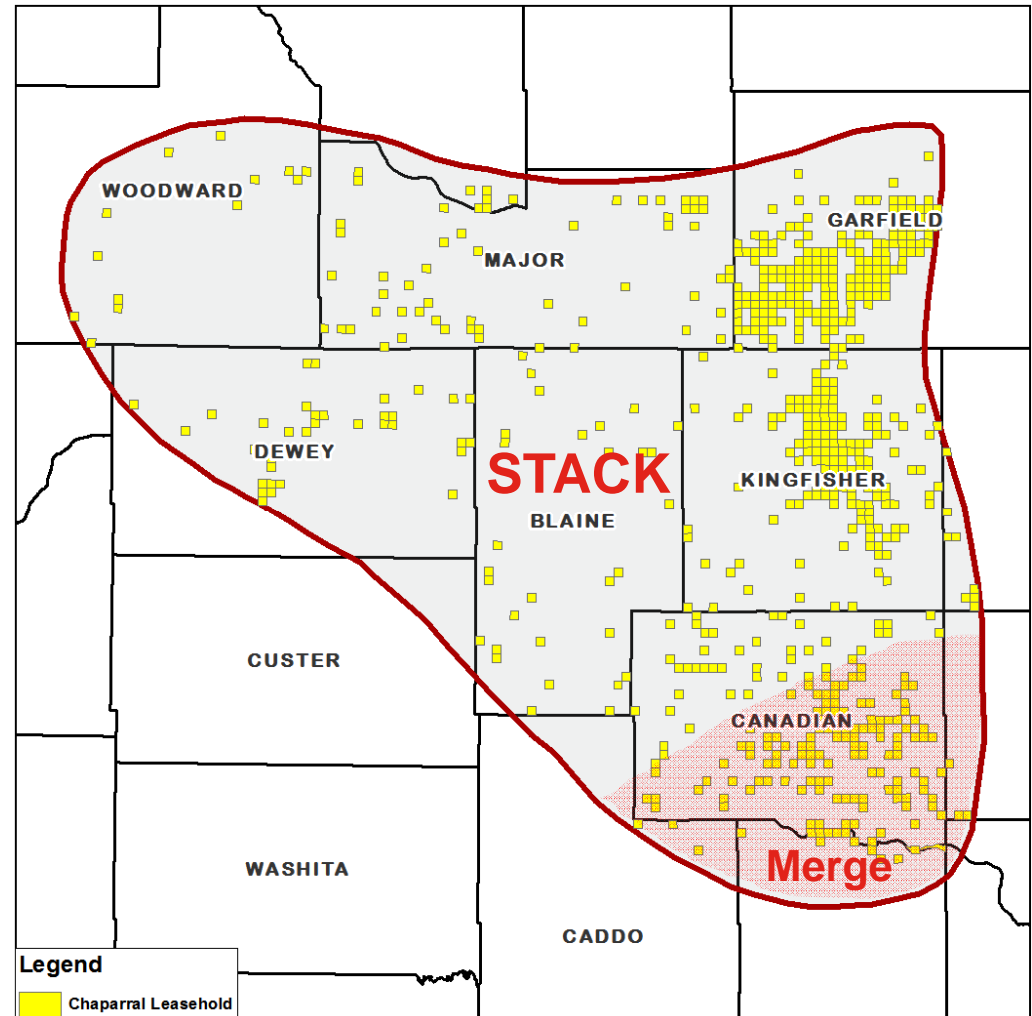 WOODWARD
GARFIELD
MAJOR
DEWEY
STACK
KINGFISHER
BLAINE
CUSTER
CANADIAN
WASHITA
Merge
CADDO
Legend
Chaparral Leasehold